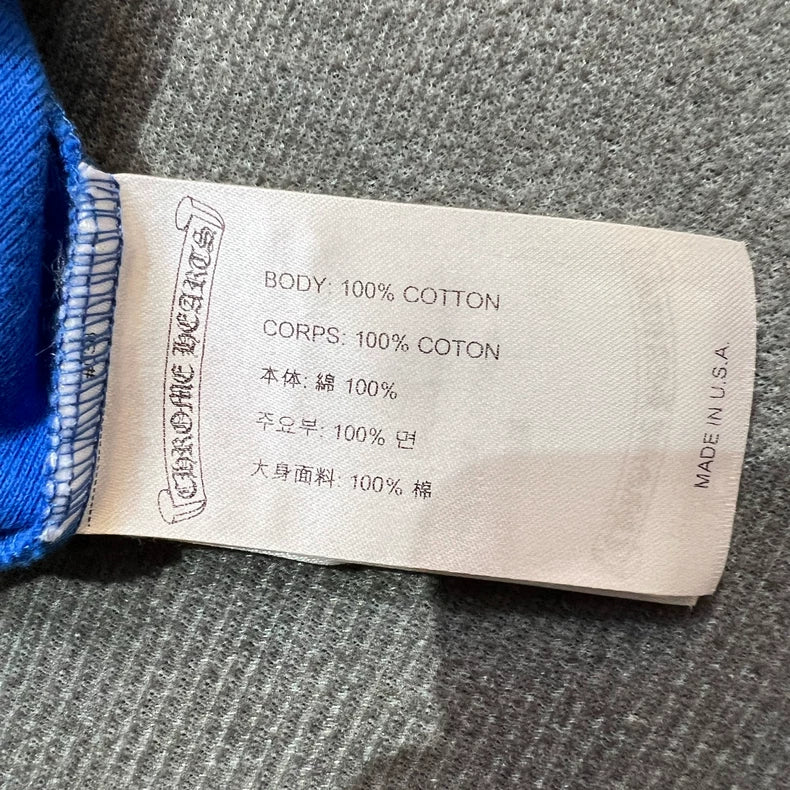 CHROME HEARTS
BODY: 100% COTTON
CORPS: 100% COTON
本体: 綿 100%
주요부: 100% 면
大身面料: 100% 棉
MADE IN U.S.A.